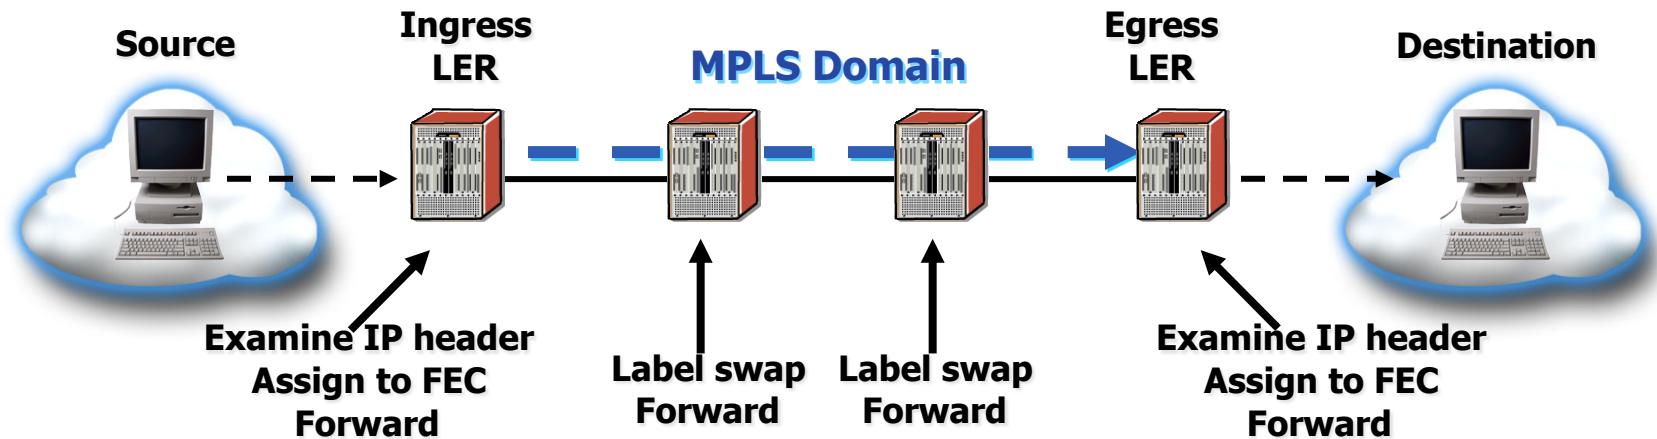 Source
Ingress
LER
MPLS Domain
Egress
LER
Destination
Examine IP header
Assign to FEC
Forward
Label swap
Forward
Label swap
Forward
Examine IP header
Assign to FEC
Forward